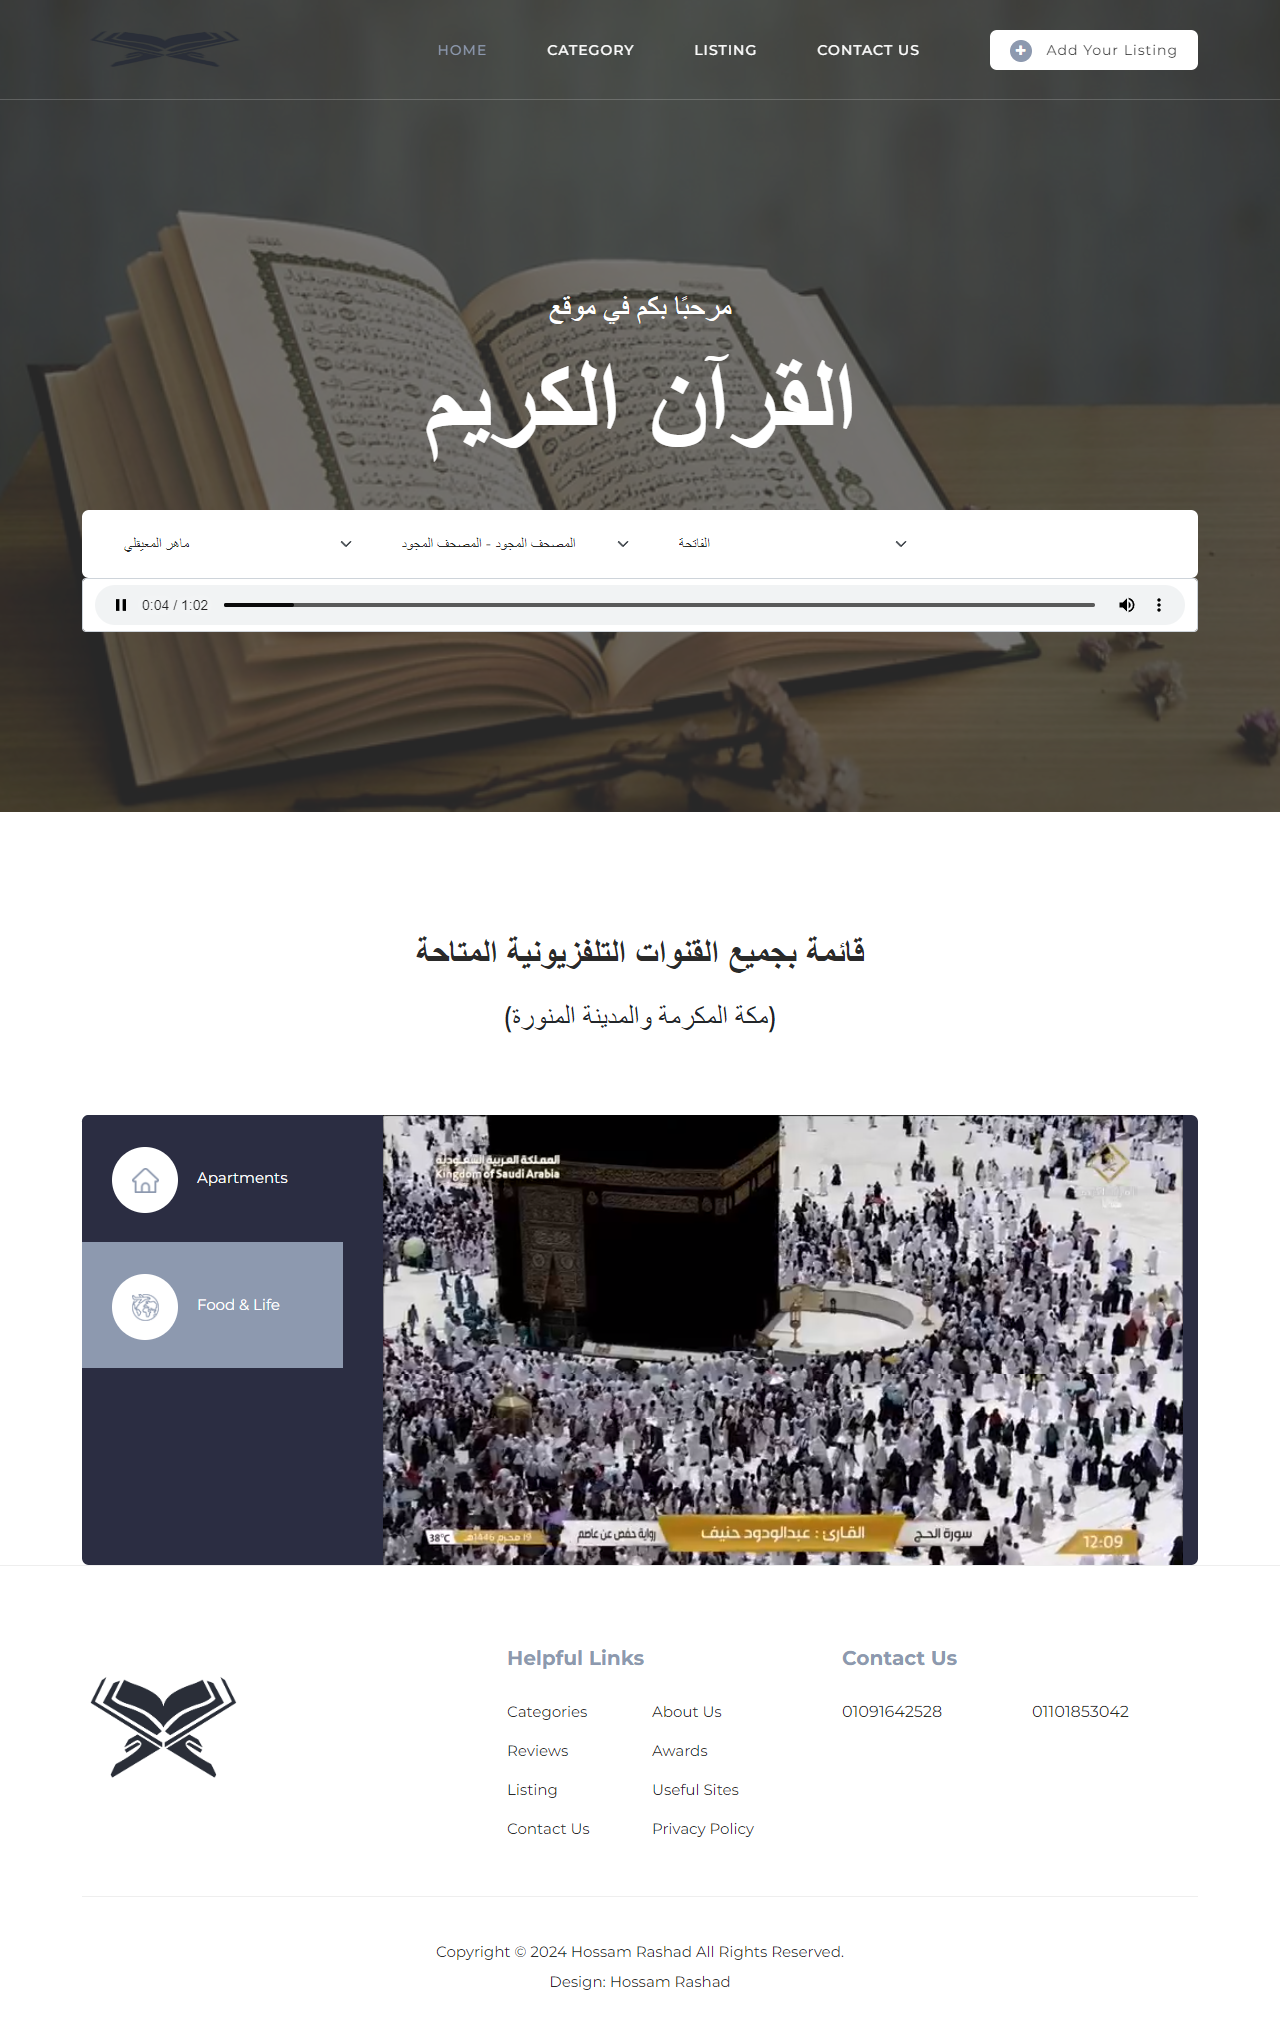 HOME
CATEGORY
LISTING
CONTACT US
Add Your Listing
مرحبًا بكم في موقع
القرآن الكريم
ماهر المعيقلي
المصحف المجود - المصحف المجود
الفاتحة
0:04 / 1:02
قائمة بجميع القنوات التلفزيونية المتاحة
(مكة المكرمة والمدينة المنورة)
Apartments
Food & Life
المملكة العربية السعودية
Kingdom of Saudi Arabia
38°C
19 محرم 1446هـ
رواية حفص عن عاصم
القارئ : عبدالودود حنيف
سورة الحج
12:09
Helpful Links
Categories
About Us
Reviews
Awards
Listing
Useful Sites
Contact Us
Privacy Policy
Contact Us
01091642528
01101853042
Copyright © 2024 Hossam Rashad All Rights Reserved.
Design: Hossam Rashad